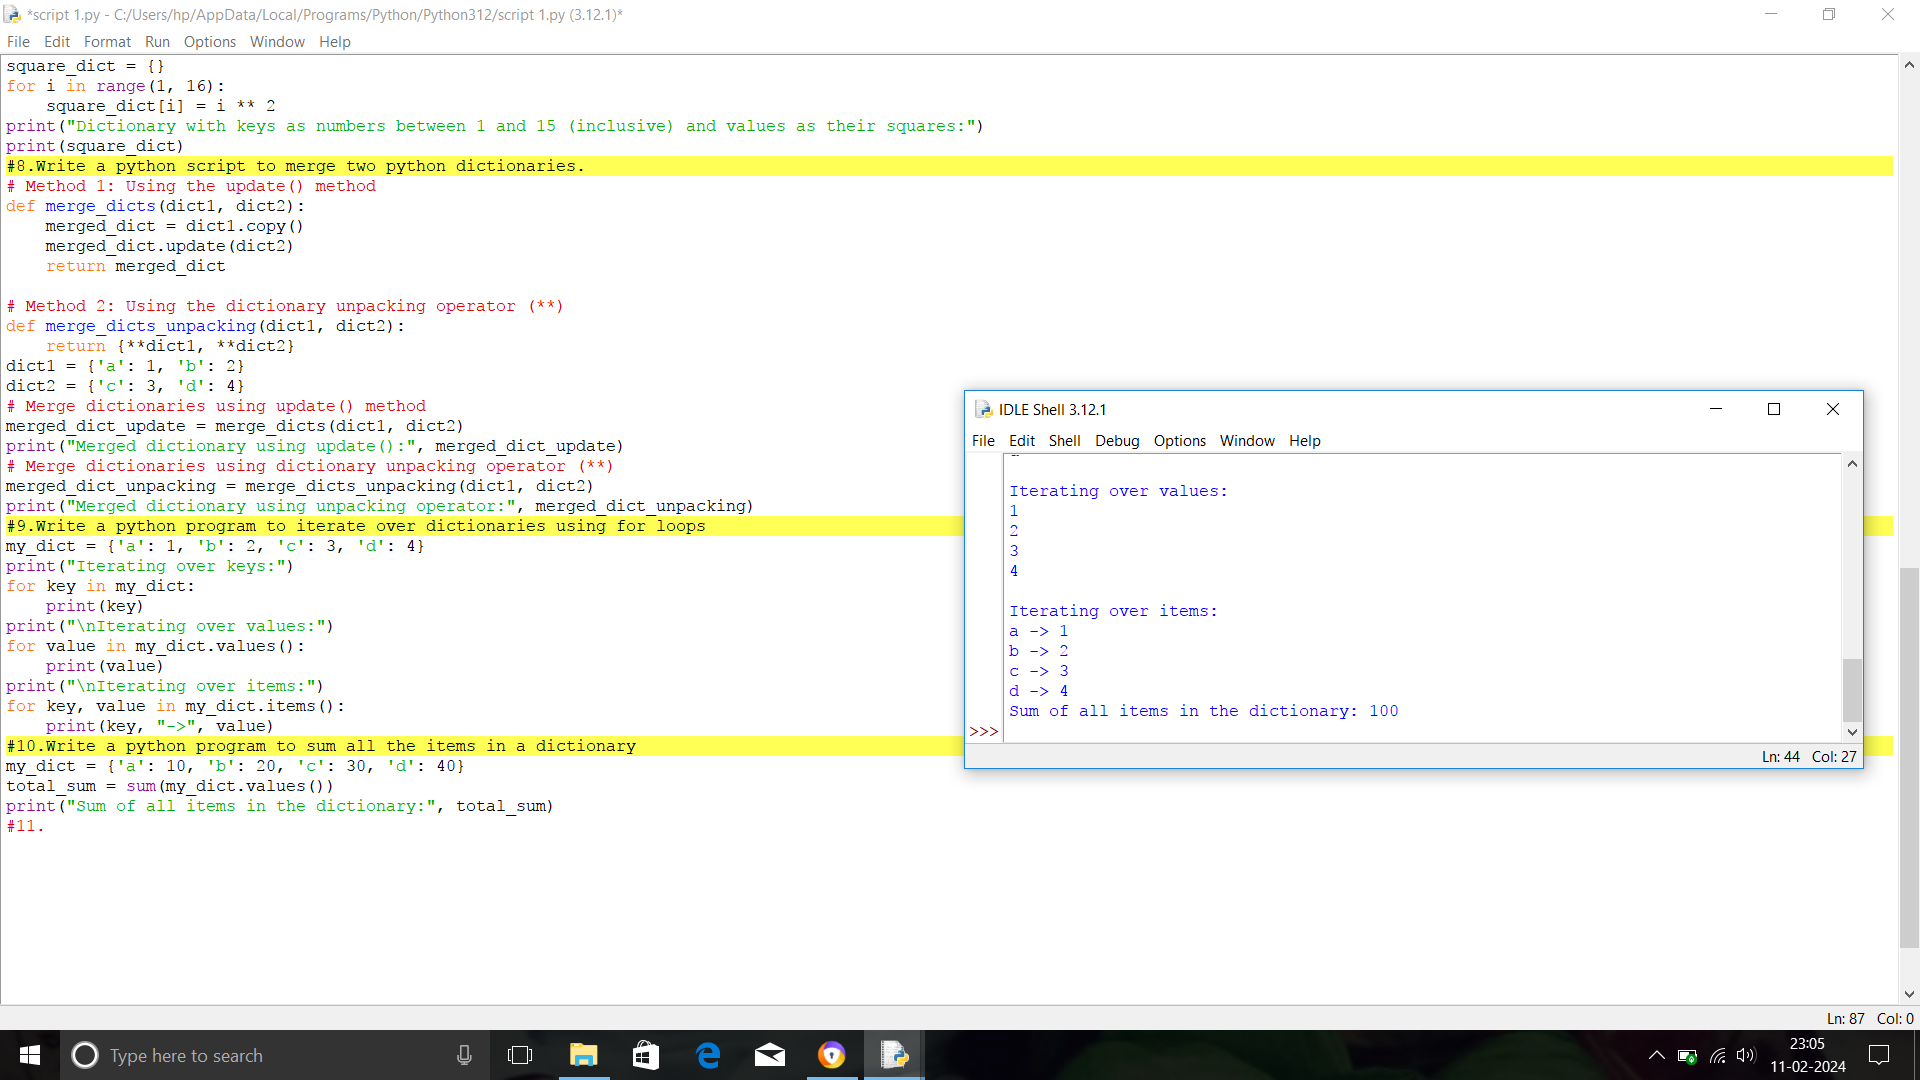 *script 1.py - C:/Users/hp/AppData/Local/Programs/Python/Python312/script 1.py (3.12.1)*
File Edit Format Run Options Window Help
square_dict = {}
for i in range(1, 16):
    square_dict[i] = i ** 2
print("Dictionary with keys as numbers between 1 and 15 (inclusive) and values as their squares:")
print(square_dict)
#8.Write a python script to merge two python dictionaries.
# Method 1: Using the update() method
def merge_dicts(dict1, dict2):
    merged_dict = dict1.copy()
    merged_dict.update(dict2)
    return merged_dict
# Method 2: Using the dictionary unpacking operator (**)
def merge_dicts_unpacking(dict1, dict2):
    return {**dict1, **dict2}
dict1 = {'a': 1, 'b': 2}
dict2 = {'c': 3, 'd': 4}
# Merge dictionaries using update() method
merged_dict_update = merge_dicts(dict1, dict2)
print("Merged dictionary using update():", merged_dict_update)
# Merge dictionaries using dictionary unpacking operator (**)
merged_dict_unpacking = merge_dicts_unpacking(dict1, dict2)
print("Merged dictionary using unpacking operator:", merged_dict_unpacking)
#9.Write a python program to iterate over dictionaries using for loops
my_dict = {'a': 1, 'b': 2, 'c': 3, 'd': 4}
print("Iterating over keys:")
for key in my_dict:
    print(key)
print("\nIterating over values:")
for value in my_dict.values():
    print(value)
print("\nIterating over items:")
for key, value in my_dict.items():
    print(key, "->", value)
#10.Write a python program to sum all the items in a dictionary
my_dict = {'a': 10, 'b': 20, 'c': 30, 'd': 40}
total_sum = sum(my_dict.values())
print("Sum of all items in the dictionary:", total_sum)
#11.
IDLE Shell 3.12.1
File Edit Shell Debug Options Window Help
Iterating over values:
1
2
3
4
Iterating over items:
a -> 1
b -> 2
c -> 3
d -> 4
Sum of all items in the dictionary: 100
>>>
Ln: 44 Col: 27
Ln: 87 Col: 0
Type here to search
23:05
11-02-2024